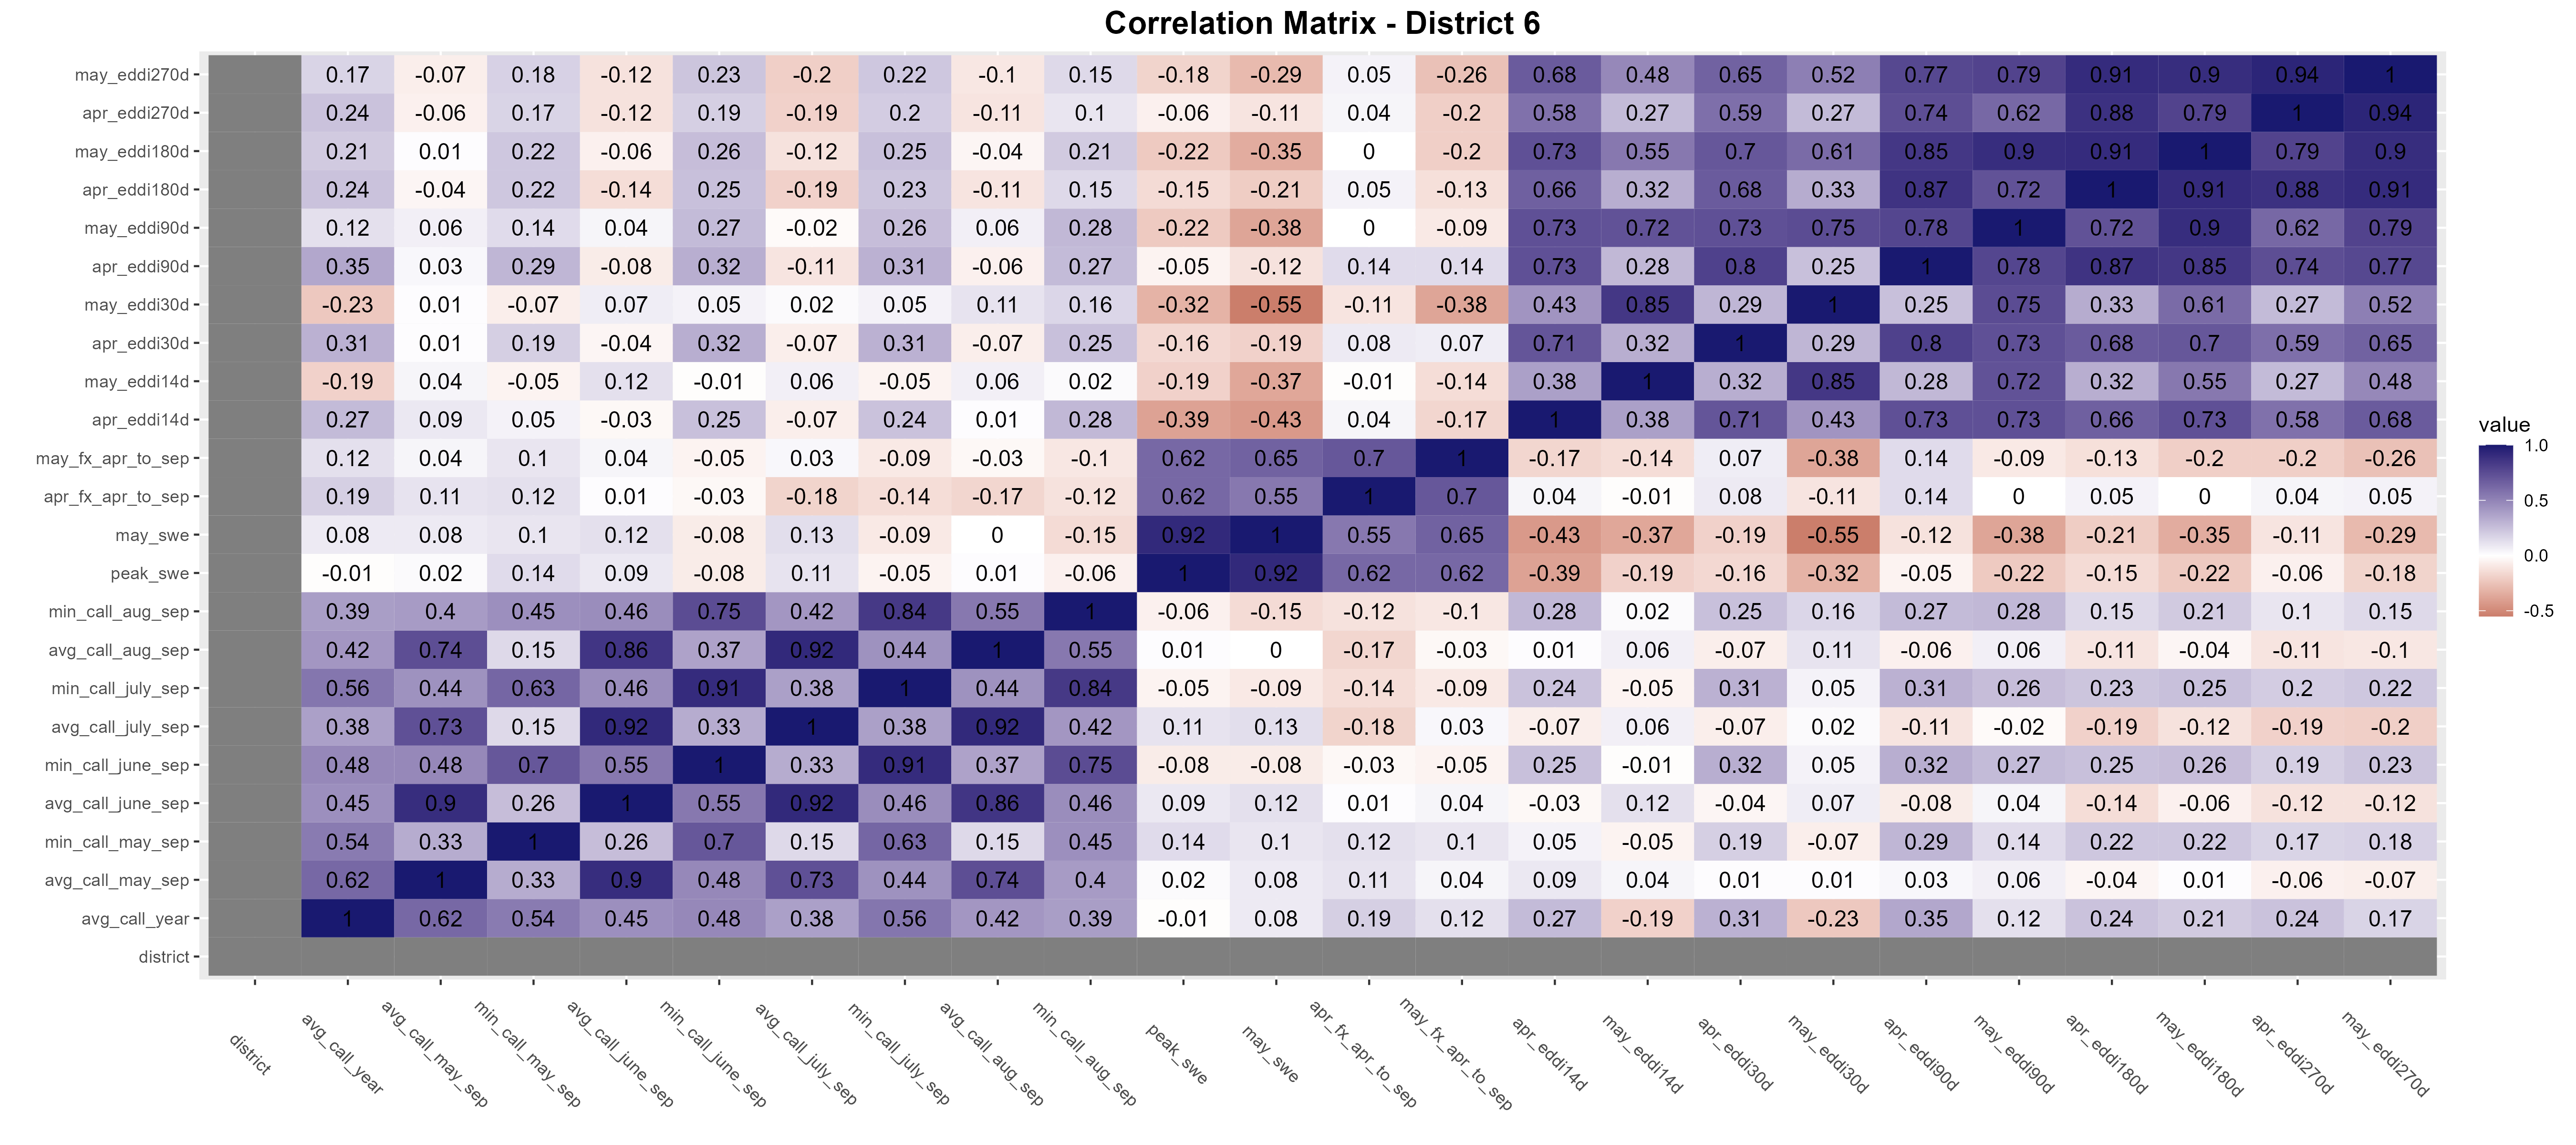 Correlation Matrix - District 6
may_eddi270d 0.17 -0.07 0.18 -0.12 0.23 -0.2 0.22 -0.1 0.15 -0.18 -0.29 0.05 -0.26 0.68 0.48 0.65 0.52 0.77 0.79 0.91 0.9 0.94 1
apr_eddi270d 0.24 -0.06 0.17 -0.12 0.19 -0.19 0.2 -0.11 0.1 -0.06 -0.11 0.04 -0.2 0.58 0.27 0.59 0.27 0.74 0.62 0.88 0.79 1 0.94
may_eddi180d 0.21 0.01 0.22 -0.06 0.26 -0.12 0.25 -0.04 0.21 -0.22 -0.35 0 -0.2 0.73 0.55 0.7 0.61 0.85 0.9 0.91 1 0.79 0.9
apr_eddi180d 0.24 -0.04 0.22 -0.14 0.25 -0.19 0.23 -0.11 0.15 -0.15 -0.21 0.05 -0.13 0.66 0.32 0.68 0.33 0.87 0.72 1 0.91 0.88 0.91
may_eddi90d 0.12 0.06 0.14 0.04 0.27 -0.02 0.26 0.06 0.28 -0.22 -0.38 0 -0.09 0.73 0.72 0.73 0.75 0.78 1 0.72 0.9 0.62 0.79
apr_eddi90d 0.35 0.03 0.29 -0.08 0.32 -0.11 0.31 -0.06 0.27 -0.05 -0.12 0.14 0.14 0.73 0.28 0.8 0.25 1 0.78 0.87 0.85 0.74 0.77
may_eddi30d -0.23 0.01 -0.07 0.07 0.05 0.02 0.05 0.11 0.16 -0.32 -0.55 -0.11 -0.38 0.43 0.85 0.29 1 0.25 0.75 0.33 0.61 0.27 0.52
apr_eddi30d 0.31 0.01 0.19 -0.04 0.32 -0.07 0.31 -0.07 0.25 -0.16 -0.19 0.08 0.07 0.71 0.32 1 0.29 0.8 0.73 0.68 0.7 0.59 0.65
may_eddi14d -0.19 0.04 -0.05 0.12 -0.01 0.06 -0.05 0.06 0.02 -0.19 -0.37 -0.01 -0.14 0.38 1 0.32 0.85 0.28 0.72 0.32 0.55 0.27 0.48
apr_eddi14d 0.27 0.09 0.05 -0.03 0.25 -0.07 0.24 0.01 0.28 -0.39 -0.43 0.04 -0.17 1 0.38 0.71 0.43 0.73 0.73 0.66 0.73 0.58 0.68
may_fx_apr_to_sep 0.12 0.04 0.1 0.04 -0.05 0.03 -0.09 -0.03 -0.1 0.62 0.65 0.7 1 -0.17 -0.14 0.07 -0.38 0.14 -0.09 -0.13 -0.2 -0.2 -0.26
apr_fx_apr_to_sep 0.19 0.11 0.12 0.01 -0.03 -0.18 -0.14 -0.17 -0.12 0.62 0.55 1 0.7 0.04 -0.01 0.08 -0.11 0.14 0 0.05 0 0.04 0.05
may_swe 0.08 0.08 0.1 0.12 -0.08 0.13 -0.09 0 -0.15 0.92 1 0.55 0.65 -0.43 -0.37 -0.19 -0.55 -0.12 -0.38 -0.21 -0.35 -0.11 -0.29
peak_swe -0.01 0.02 0.14 0.09 -0.08 0.11 -0.05 0.01 -0.06 1 0.92 0.62 0.62 -0.39 -0.19 -0.16 -0.32 -0.05 -0.22 -0.15 -0.22 -0.06 -0.18
min_call_aug_sep 0.39 0.4 0.45 0.46 0.75 0.42 0.84 0.55 1 -0.06 -0.15 -0.12 -0.1 0.28 0.02 0.25 0.16 0.27 0.28 0.15 0.21 0.1 0.15
avg_call_aug_sep 0.42 0.74 0.15 0.86 0.37 0.92 0.44 1 0.55 0.01 0 -0.17 -0.03 0.01 0.06 -0.07 0.11 -0.06 0.06 -0.11 -0.04 -0.11 -0.1
min_call_july_sep 0.56 0.44 0.63 0.46 0.91 0.38 1 0.44 0.84 -0.05 -0.09 -0.14 -0.09 0.24 -0.05 0.31 0.05 0.31 0.26 0.23 0.25 0.2 0.22
avg_call_july_sep 0.38 0.73 0.15 0.92 0.33 1 0.38 0.92 0.42 0.11 0.13 -0.18 0.03 -0.07 0.06 -0.07 0.02 -0.11 -0.02 -0.19 -0.12 -0.19 -0.2
min_call_june_sep 0.48 0.48 0.7 0.55 1 0.33 0.91 0.37 0.75 -0.08 -0.08 -0.03 -0.05 0.25 -0.01 0.32 0.05 0.32 0.27 0.25 0.26 0.19 0.23
avg_call_june_sep 0.45 0.9 0.26 1 0.55 0.92 0.46 0.86 0.46 0.09 0.12 0.01 0.04 -0.03 0.12 -0.04 0.07 -0.08 0.04 -0.14 -0.06 -0.12 -0.12
min_call_may_sep 0.54 0.33 1 0.26 0.7 0.15 0.63 0.15 0.45 0.14 0.1 0.12 0.1 0.05 -0.05 0.19 -0.07 0.29 0.14 0.22 0.22 0.17 0.18
avg_call_may_sep 0.62 1 0.33 0.9 0.48 0.73 0.44 0.74 0.4 0.02 0.08 0.11 0.04 0.09 0.04 0.01 0.01 0.03 0.06 -0.04 0.01 -0.06 -0.07
avg_call_year 1 0.62 0.54 0.45 0.48 0.38 0.56 0.42 0.39 -0.01 0.08 0.19 0.12 0.27 -0.19 0.31 -0.23 0.35 0.12 0.24 0.21 0.24 0.17
district
district avg_call_year avg_call_may_sep min_call_may_sep avg_call_june_sep min_call_june_sep avg_call_july_sep min_call_july_sep avg_call_aug_sep min_call_aug_sep peak_swe may_swe apr_fx_apr_to_sep may_fx_apr_to_sep apr_eddi14d may_eddi14d apr_eddi30d may_eddi30d apr_eddi90d may_eddi90d apr_eddi180d may_eddi180d apr_eddi270d may_eddi270d
value
1.0
0.5
0.0
-0.5